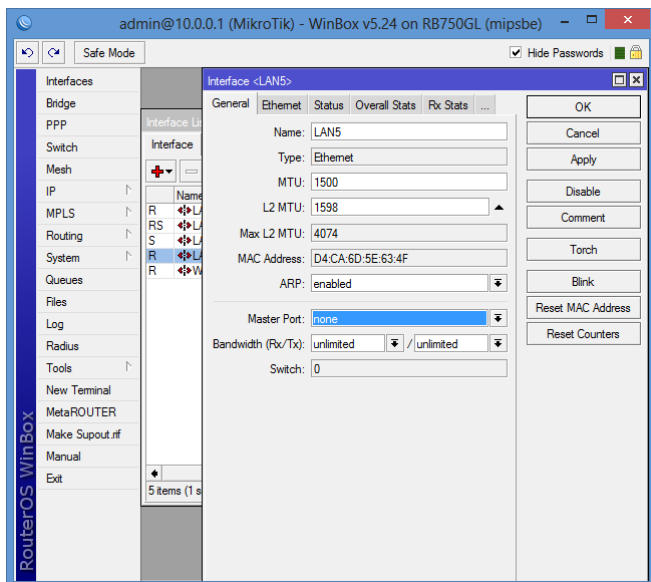 admin@10.0.0.1 (MikroTik) - WinBox v5.24 on RB750GL (mipsbe)
Safe Mode
Hide Passwords
RouterOS WinBox
Interfaces
Bridge
PPP
Switch
Mesh
IP
MPLS
Routing
System
Queues
Files
Log
Radius
Tools
New Terminal
MetaROUTER
Make Supout.rif
Manual
Exit
Interface
Name
R
RS
S
R
R
5 items (1 s
Interface <LAN5>
General Ethernet Status Overall Stats Rx Stats ...
Name: LAN5
Type: Ethernet
MTU: 1500
L2 MTU: 1598
Max L2 MTU: 4074
MAC Address: D4:CA:6D:5E:63:4F
ARP: enabled
Master Port: none
Bandwidth (Rx/Tx): unlimited / unlimited
Switch: 0
OK
Cancel
Apply
Disable
Comment
Torch
Blink
Reset MAC Address
Reset Counters